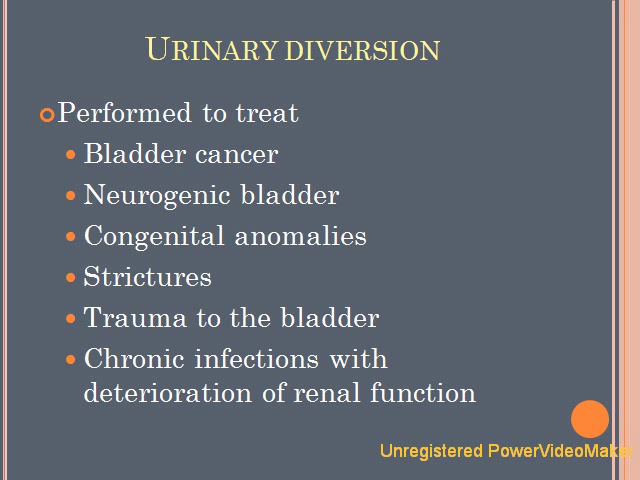 URINARY DIVERSION
Performed to treat
Bladder cancer
Neurogenic bladder
Congenital anomalies
Strictures
Trauma to the bladder
Chronic infections with
deterioration of renal function
Unregistered PowerVideoMaker